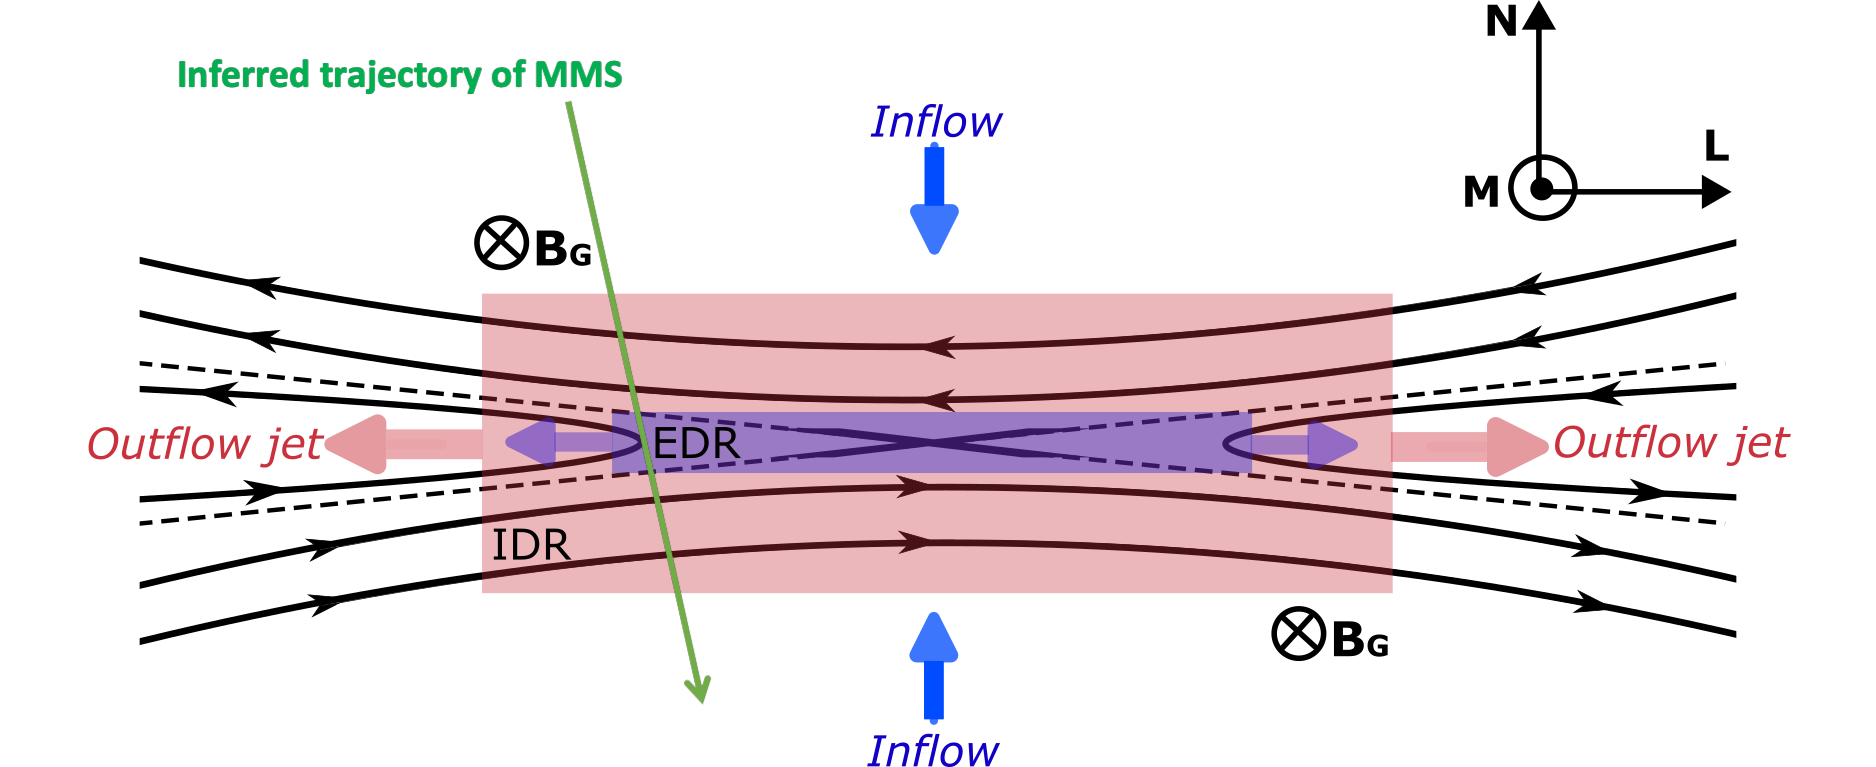 N
Inferred trajectory of MMS
Inflow
L
M
BG
Outflow jet
EDR
Outflow jet
IDR
BG
Inflow